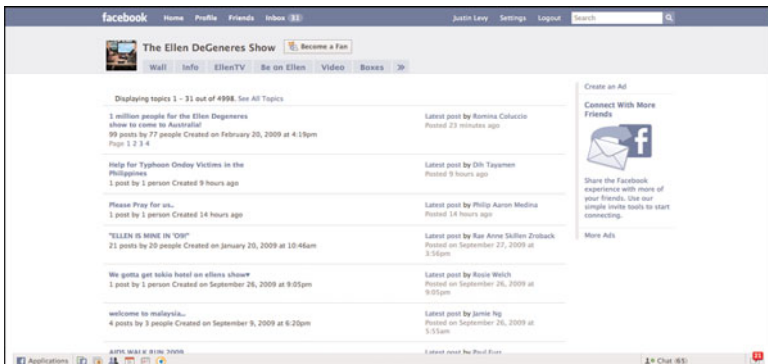 facebook Home Profile Friends Inbox 31 Justin Levy Settings Logout Search
The Ellen DeGeneres Show Become a Fan
Wall Info EllenTV Be on Ellen Video Boxes >>
Displaying topics 1 - 31 out of 4998. See All Topics
1 million people for the Ellen Degeneres
show to come to Australia!
99 posts by 77 people Created on February 20, 2009 at 4:19pm
Page 1 2 3 4
Latest post by Romina Coluccio
Posted 23 minutes ago
Help for Typhoon Ondoy Victims in the
Philippines
1 post by 1 person Created 9 hours ago
Latest post by Dih Tayamen
Posted 9 hours ago
Please Pray for us..
1 post by 1 person Created 14 hours ago
Latest post by Philip Aaron Medina
Posted 14 hours ago
"ELLEN IS MINE IN '09!"
21 posts by 20 people Created on January 20, 2009 at 10:46am
Latest post by Rae Anne Skillen Zroback
Posted on September 27, 2009 at
3:56pm
We gotta get tokio hotel on ellens show♥
1 post by 1 person Created on September 26, 2009 at 9:05pm
Latest post by Rosie Welch
Posted on September 26, 2009 at
9:05pm
welcome to malaysia..
4 posts by 3 people Created on September 9, 2009 at 6:20pm
Latest post by Jamie Ng
Posted on September 26, 2009 at
5:55am
AIDS WALK RUN 2009
Latest post by Paul
Create an Ad
Connect With More
Friends
Share the Facebook
experience with more of
your friends. Use our
simple invite tools to start
connecting.
More Ads
Applications Chat (65)